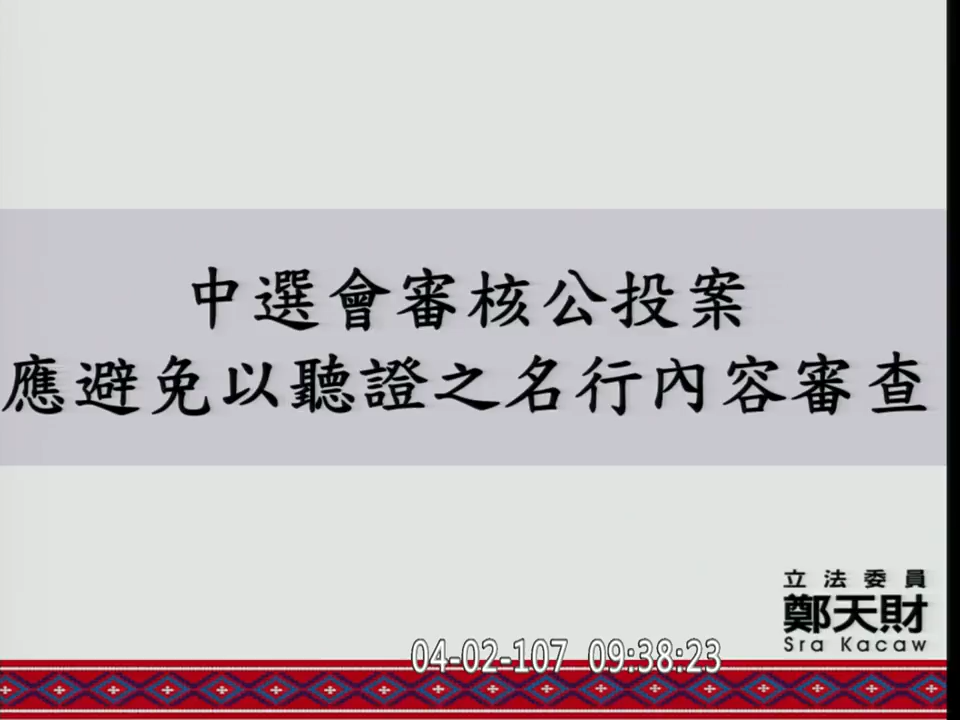 中選會審核公投案
應避免以聽證之名行內容審查
立法委員
鄭天財
Sra Kacaw
04-02-107 09:38:23